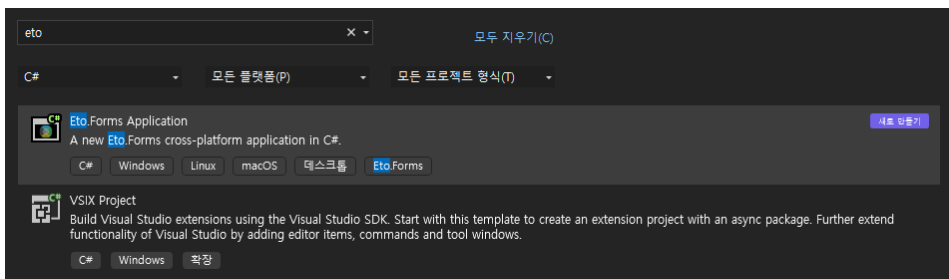 eto
모두 지우기(C)
C# 모든 플랫폼(P) 모든 프로젝트 형식(T)
Eto.Forms Application 새로 만들기
A new Eto.Forms cross-platform application in C#.
C# Windows Linux macOS 데스크톱 Eto.Forms
VSIX Project
Build Visual Studio extensions using the Visual Studio SDK. Start with this template to create an extension project with an async package. Further extend
functionality of Visual Studio by adding editor items, commands and tool windows.
C# Windows 확장